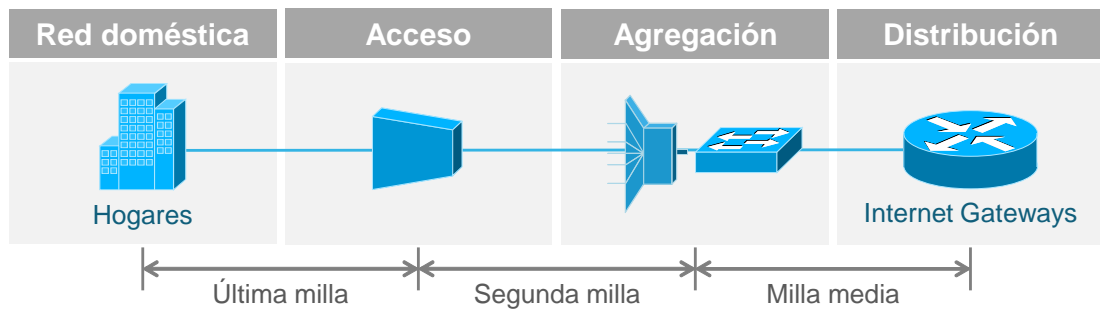 Red doméstica
Acceso
Agregación
Distribución
Hogares
Internet Gateways
Última milla
Segunda milla
Milla media